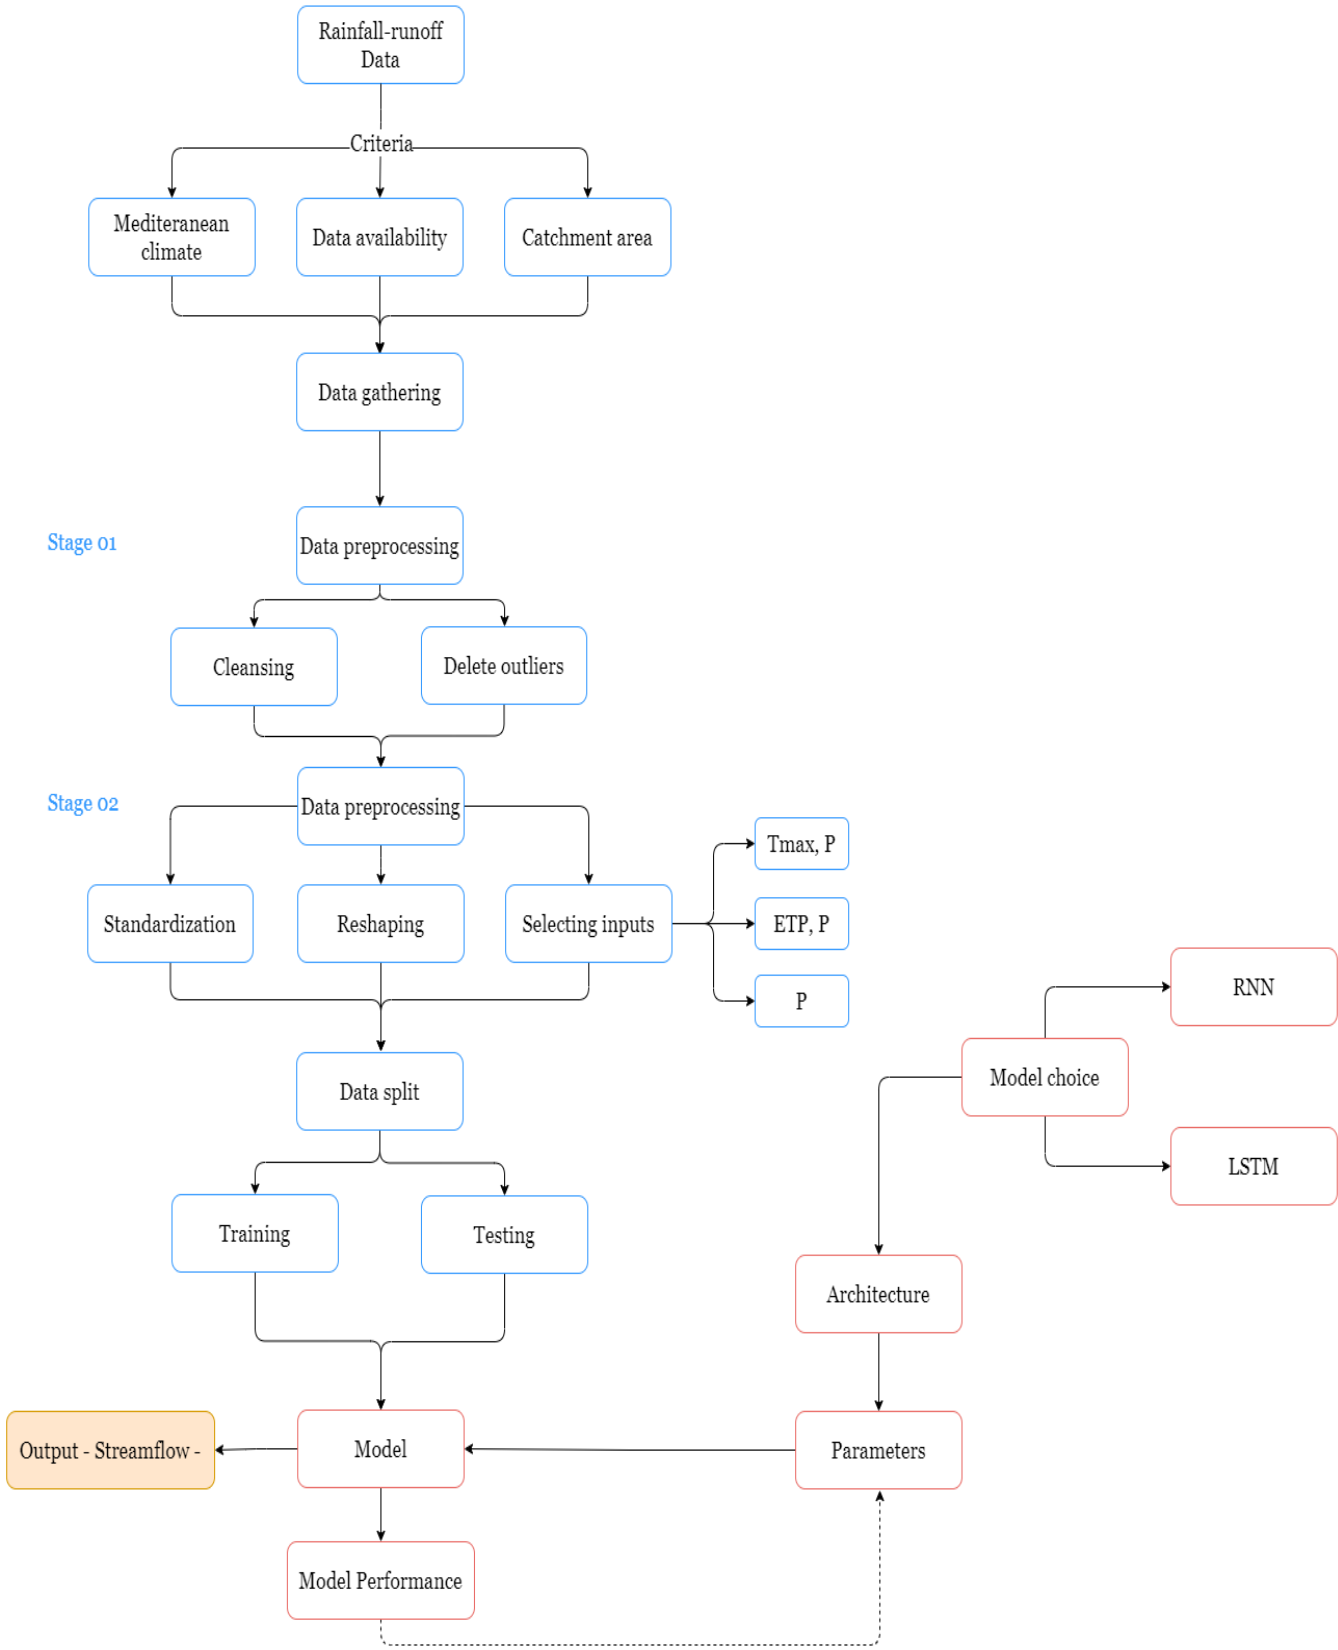 Rainfall-runoff
Data
Criteria
Mediteranean
climate
Data availability
Catchment area
Data gathering
Stage 01
Data preprocessing
Cleansing
Delete outliers
Stage 02
Data preprocessing
Tmax, P
Standardization
Reshaping
Selecting inputs
ETP, P
P
RNN
Model choice
Data split
LSTM
Training
Testing
Architecture
Output - Streamflow -
Model
Parameters
Model Performance